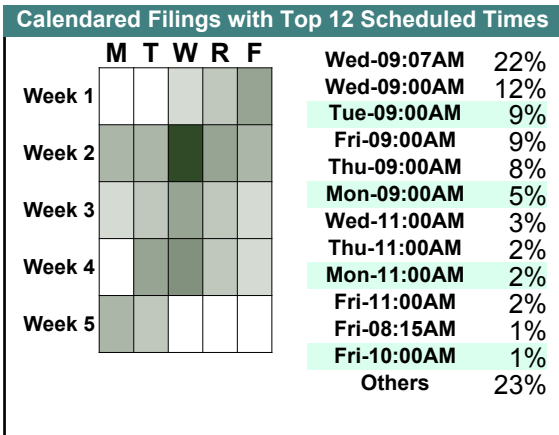 Calendared Filings with Top 12 Scheduled Times
M T W R F
Week 1
Week 2
Week 3
Week 4
Week 5
Wed-09:07AM 22%
Wed-09:00AM 12%
Tue-09:00AM 9%
Fri-09:00AM 9%
Thu-09:00AM 8%
Mon-09:00AM 5%
Wed-11:00AM 3%
Thu-11:00AM 2%
Mon-11:00AM 2%
Fri-11:00AM 2%
Fri-08:15AM 1%
Fri-10:00AM 1%
Others 23%